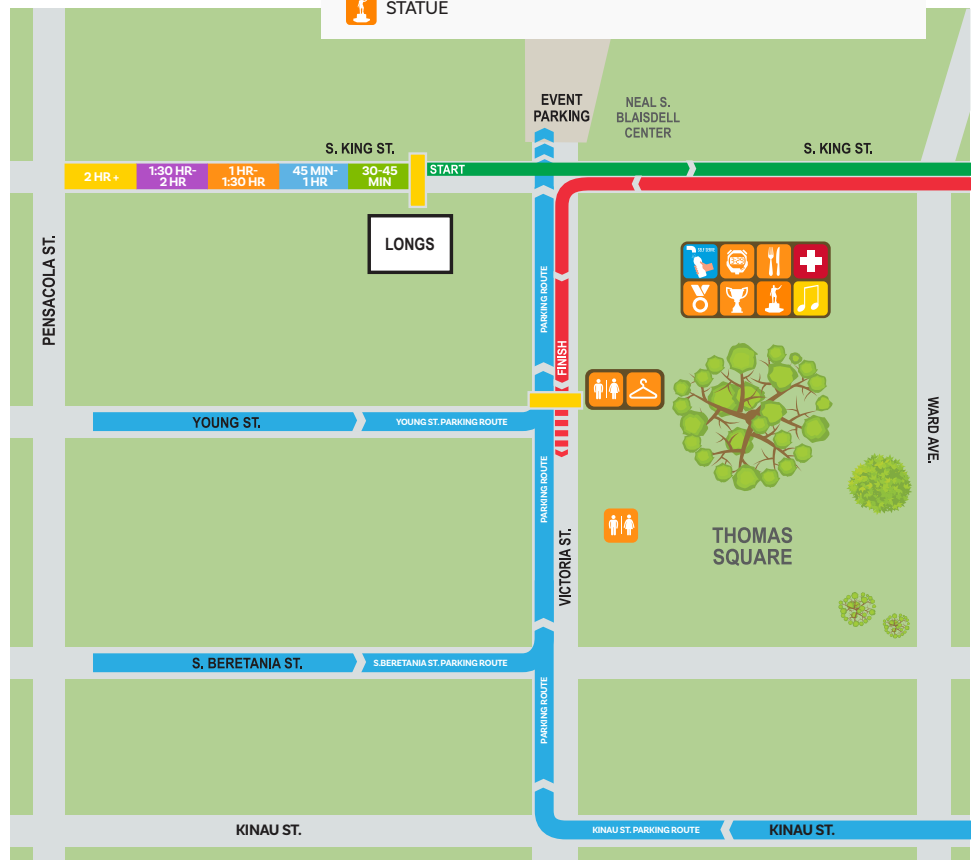 STATUE
EVENT
PARKING
NEAL S.
BLAISDELL
CENTER
S. KING ST.
S. KING ST.
2 HR +
1:30 HR-
2 HR
1 HR-
1:30 HR
45 MIN-
1 HR
30-45
MIN
START
LONGS
PENSACOLA ST.
PARKING ROUTE
FINISH
YOUNG ST.
YOUNG ST. PARKING ROUTE
WARD AVE.
PARKING ROUTE
THOMAS
SQUARE
VICTORIA ST.
S. BERETANIA ST.
S.BERETANIA ST. PARKING ROUTE
PARKING ROUTE
KINAU ST.
KINAU ST. PARKING ROUTE
KINAU ST.